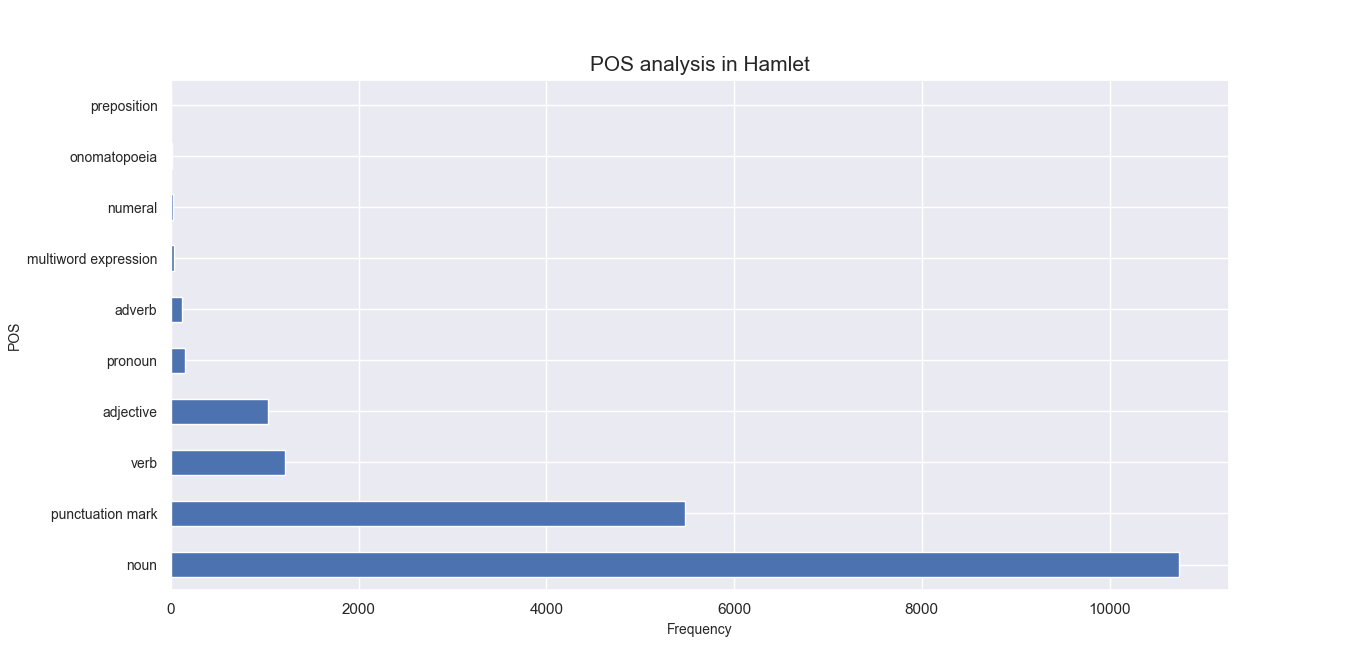 POS analysis in Hamlet
preposition
onomatopoeia
numeral
multiword expression
adverb
pronoun
adjective
verb
punctuation mark
noun
POS
0 2000 4000 6000 8000 10000
Frequency